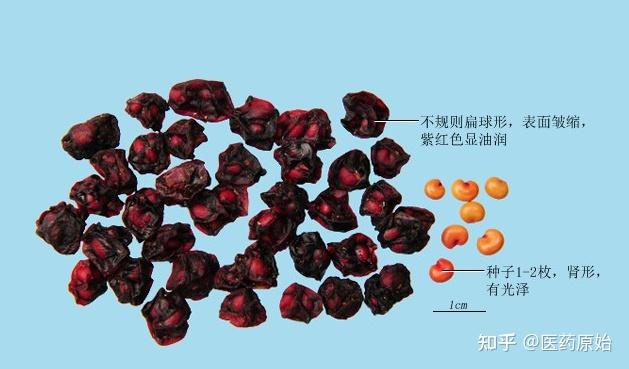 不规则扁球形，表面皱缩，
紫红色显油润
种子1-2枚，肾形，
有光泽
1cm
知乎 @医药原始